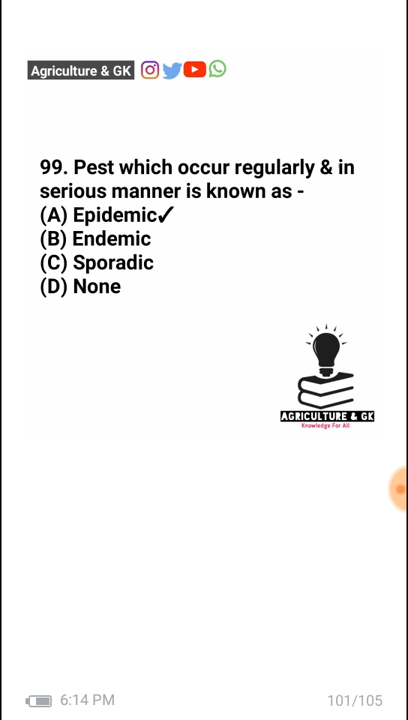 Agriculture & GK
99. Pest which occur regularly & in
serious manner is known as -
(A) Epidemic✓
(B) Endemic
(C) Sporadic
(D) None
AGRICULTURE & GK
Knowledge For All
6:14 PM
101/105